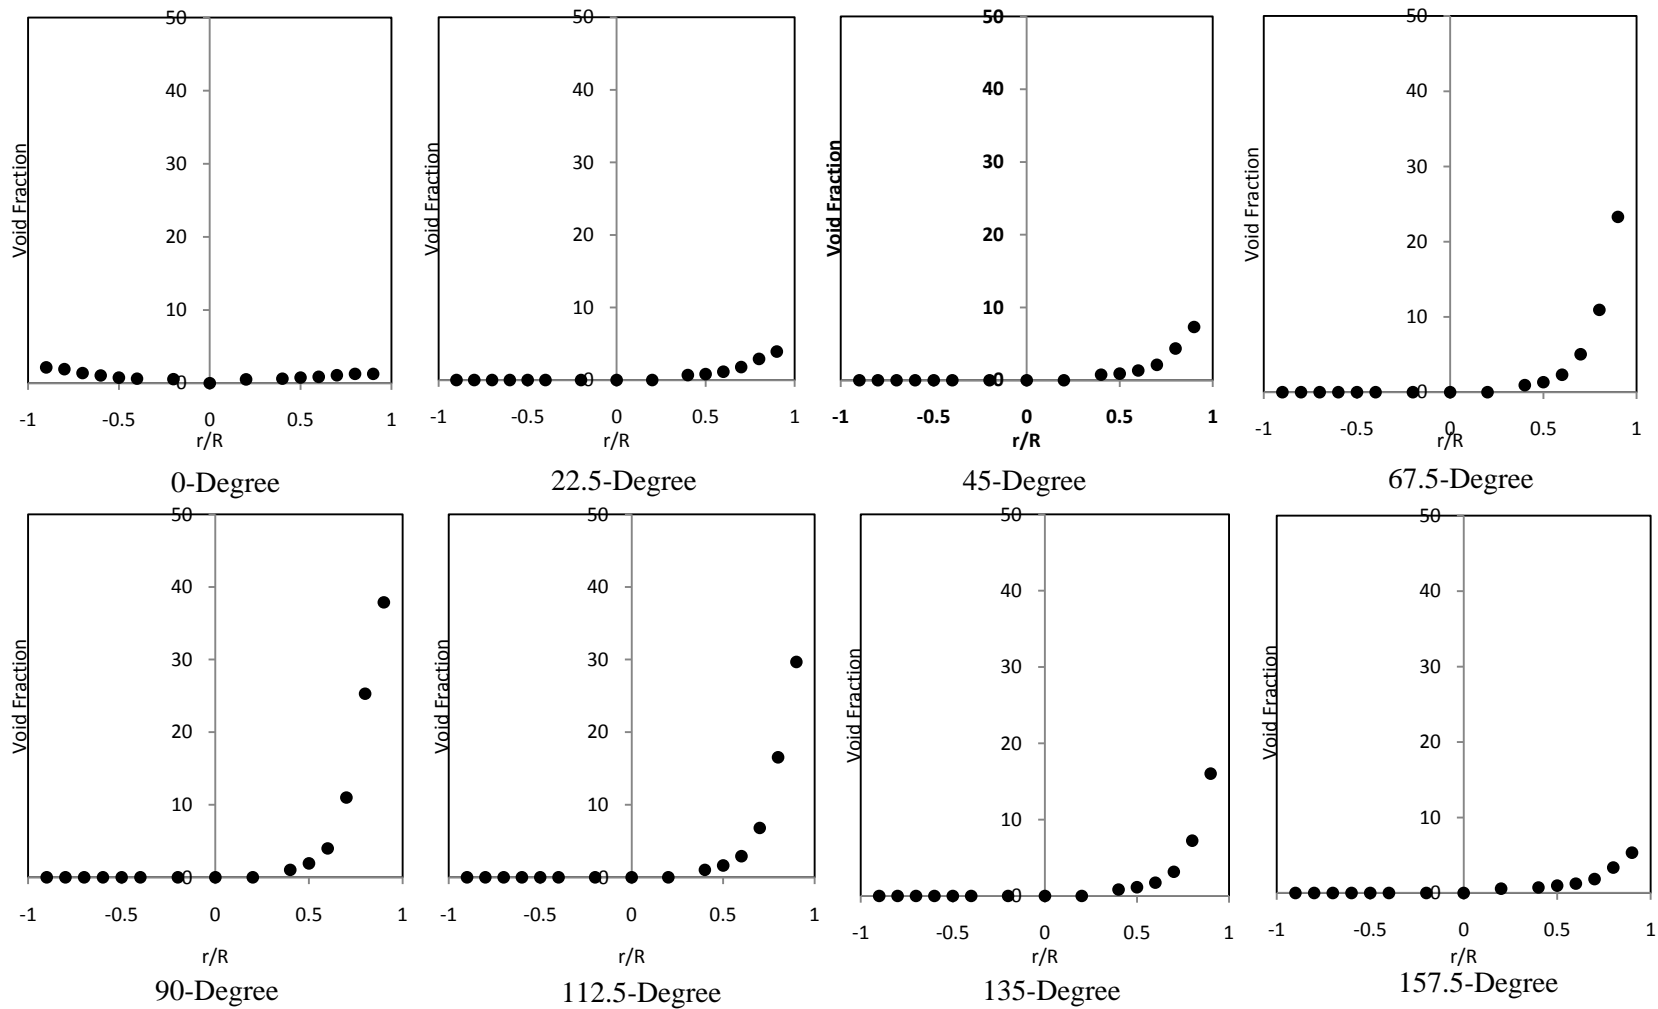 50
40
30
20
10
0
Void Fraction
-1 -0.5 0 0.5 1
r/R
0-Degree
50
40
30
20
10
0
Void Fraction
-1 -0.5 0 0.5 1
r/R
22.5-Degree
50
40
30
20
10
0
Void Fraction
-1 -0.5 0 0.5 1
r/R
45-Degree
50
40
30
20
10
0
Void Fraction
-1 -0.5 0 0.5 1
r/R
67.5-Degree
50
40
30
20
10
0
Void Fraction
-1 -0.5 0 0.5 1
r/R
90-Degree
50
40
30
20
10
0
Void Fraction
-1 -0.5 0 0.5 1
r/R
112.5-Degree
50
40
30
20
10
0
Void Fraction
-1 -0.5 0 0.5 1
r/R
135-Degree
50
40
30
20
10
0
Void Fraction
-1 -0.5 0 0.5 1
r/R
157.5-Degree